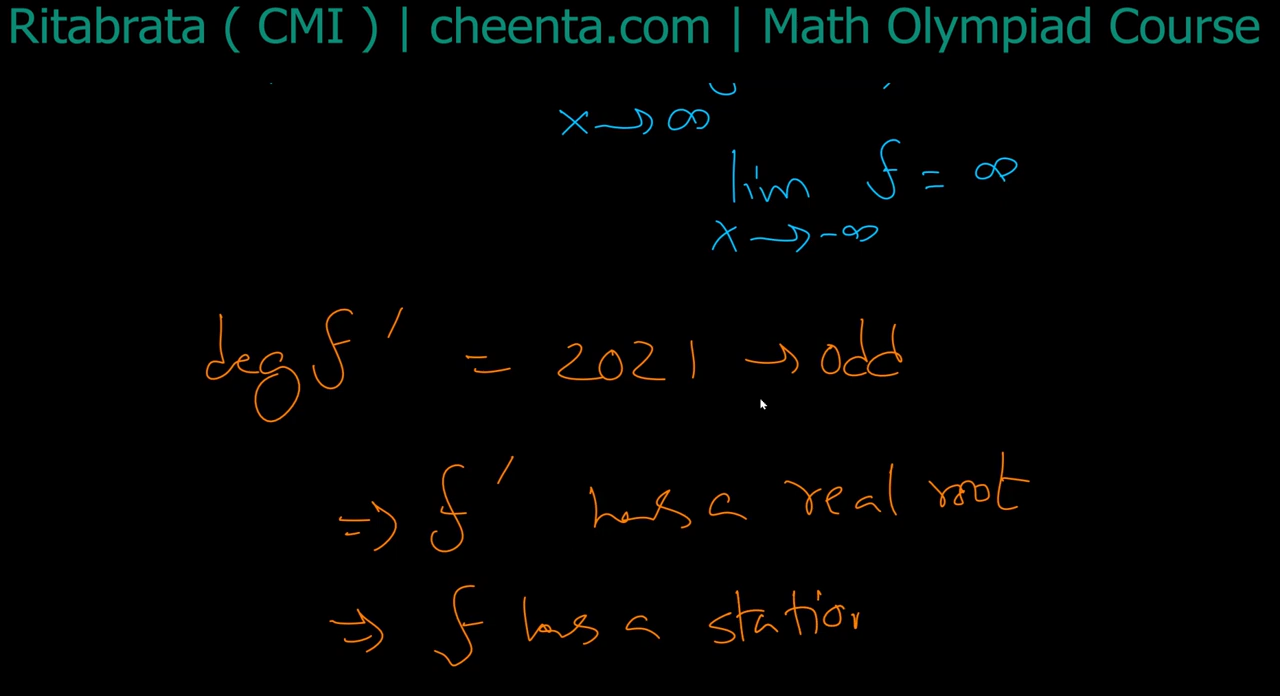 Ritabrata ( CMI ) | cheenta.com | Math Olympiad Course
x → ∞
lim f = ∞
x → -∞
deg f ' = 2021 → odd
⇒ f ' has a real root
⇒ f has a station